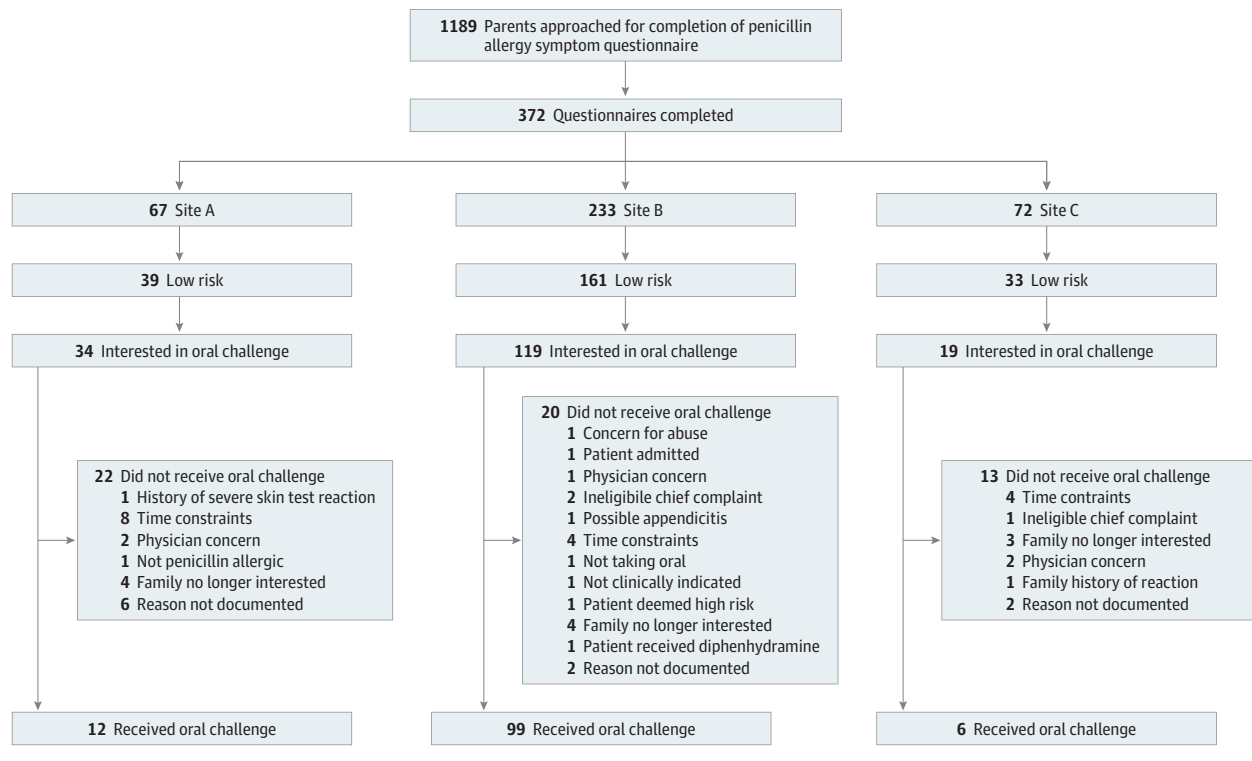 1189 Parents approached for completion of penicillin
allergy symptom questionnaire
372 Questionnaires completed
67 Site A
233 Site B
72 Site C
39 Low risk
161 Low risk
33 Low risk
34 Interested in oral challenge
119 Interested in oral challenge
19 Interested in oral challenge
22 Did not receive oral challenge
1 History of severe skin test reaction
8 Time constraints
2 Physician concern
1 Not penicillin allergic
4 Family no longer interested
6 Reason not documented
20 Did not receive oral challenge
1 Concern for abuse
1 Patient admitted
1 Physician concern
2 Ineligibile chief complaint
1 Possible appendicitis
4 Time constraints
1 Not taking oral
1 Not clinically indicated
1 Patient deemed high risk
4 Family no longer interested
1 Patient received diphenhydramine
2 Reason not documented
13 Did not receive oral challenge
4 Time contraints
1 Ineligibile chief complaint
3 Family no longer interested
2 Physician concern
1 Family history of reaction
2 Reason not documented
12 Received oral challenge
99 Received oral challenge
6 Received oral challenge